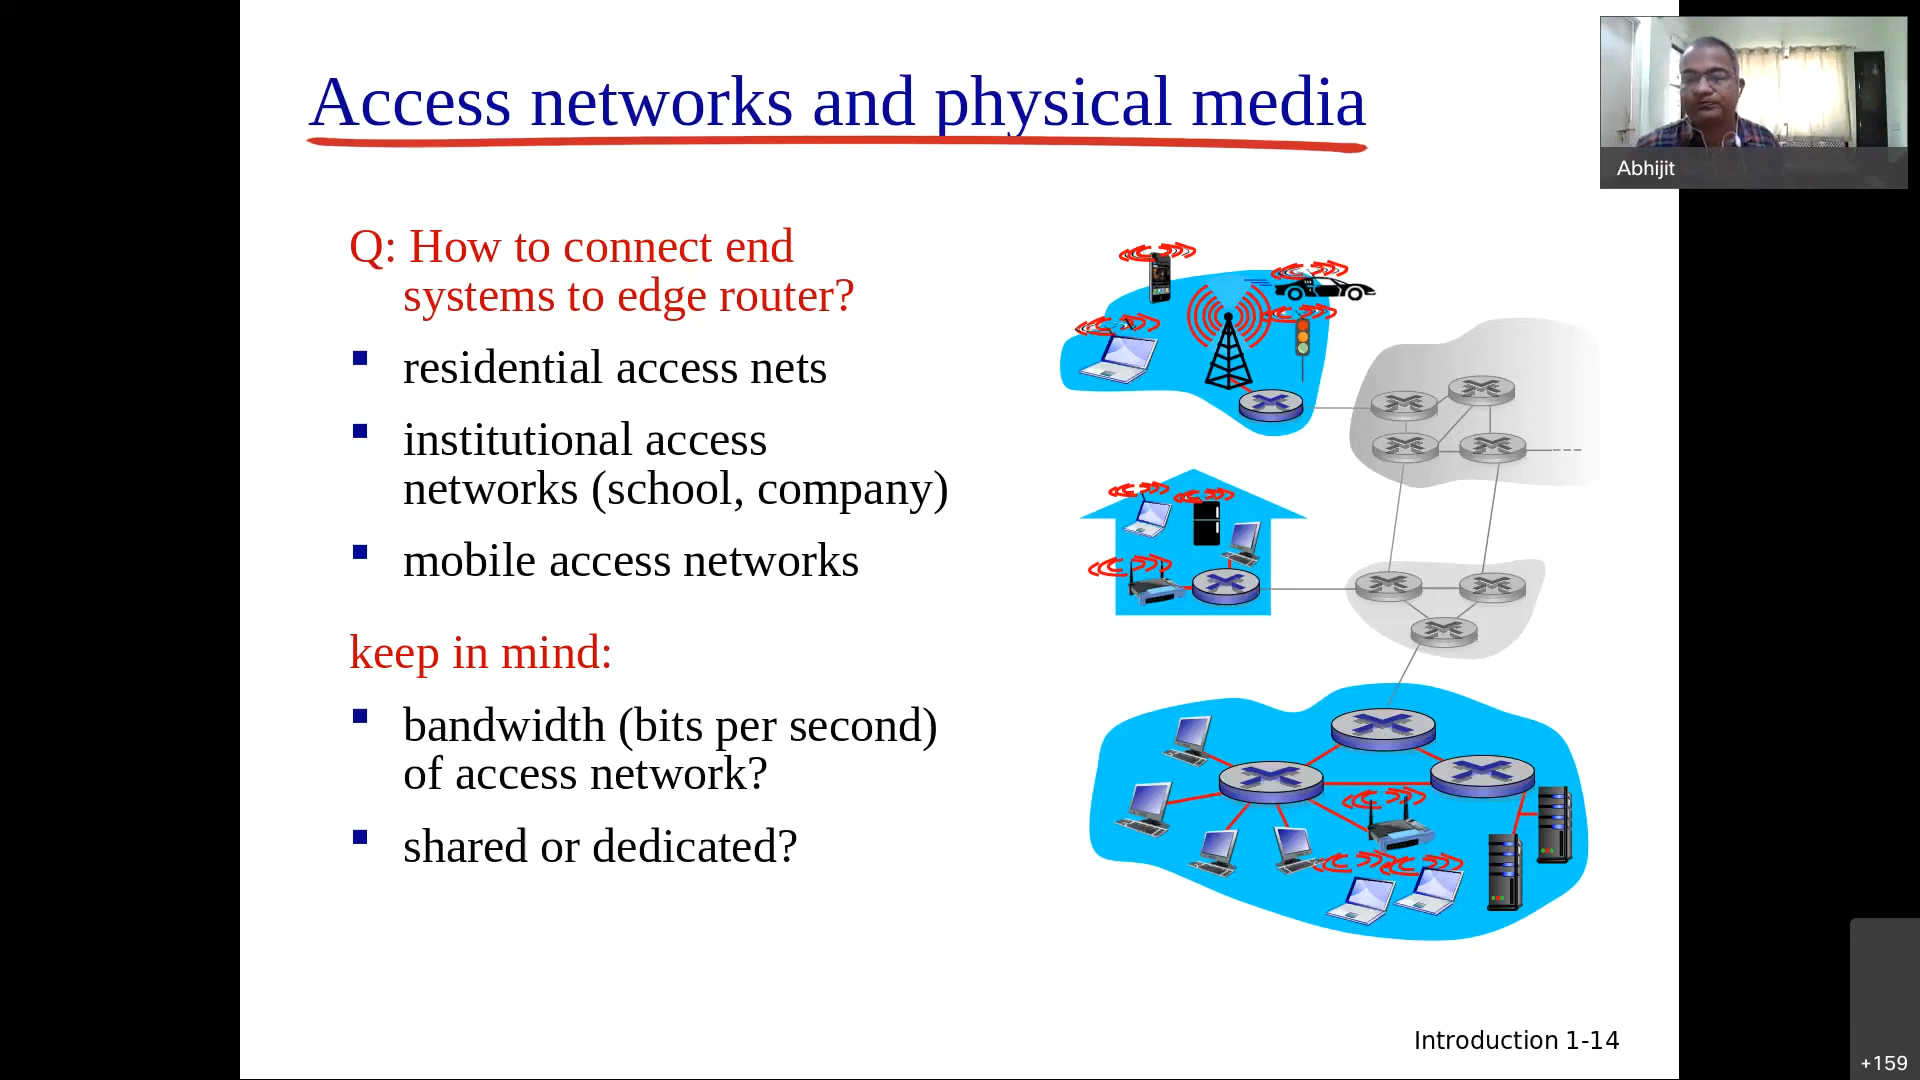 Access networks and physical media
Abhijit
Q: How to connect end
systems to edge router?
residential access nets
institutional access
networks (school, company)
mobile access networks
keep in mind:
bandwidth (bits per second)
of access network?
shared or dedicated?
Introduction 1-14
+159